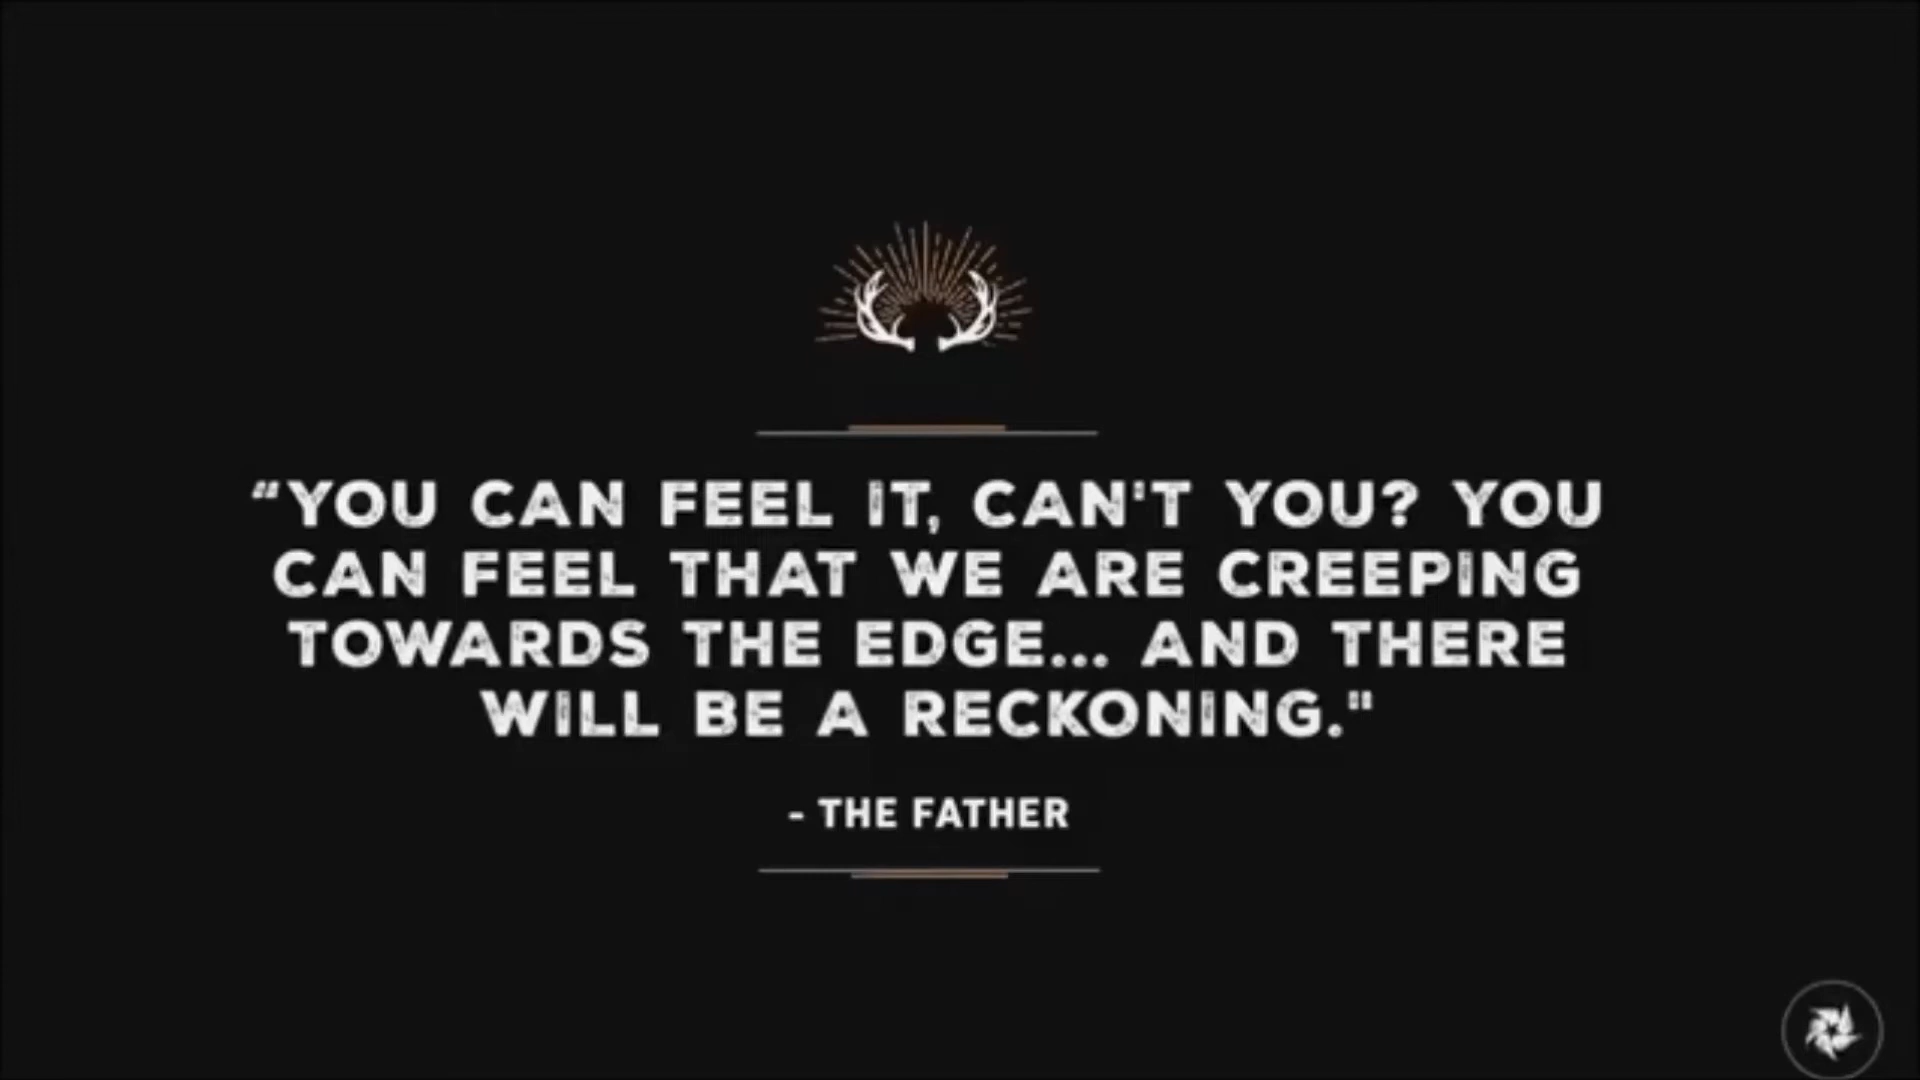 “YOU CAN FEEL IT, CAN'T YOU? YOU
CAN FEEL THAT WE ARE CREEPING
TOWARDS THE EDGE... AND THERE
WILL BE A RECKONING."
- THE FATHER